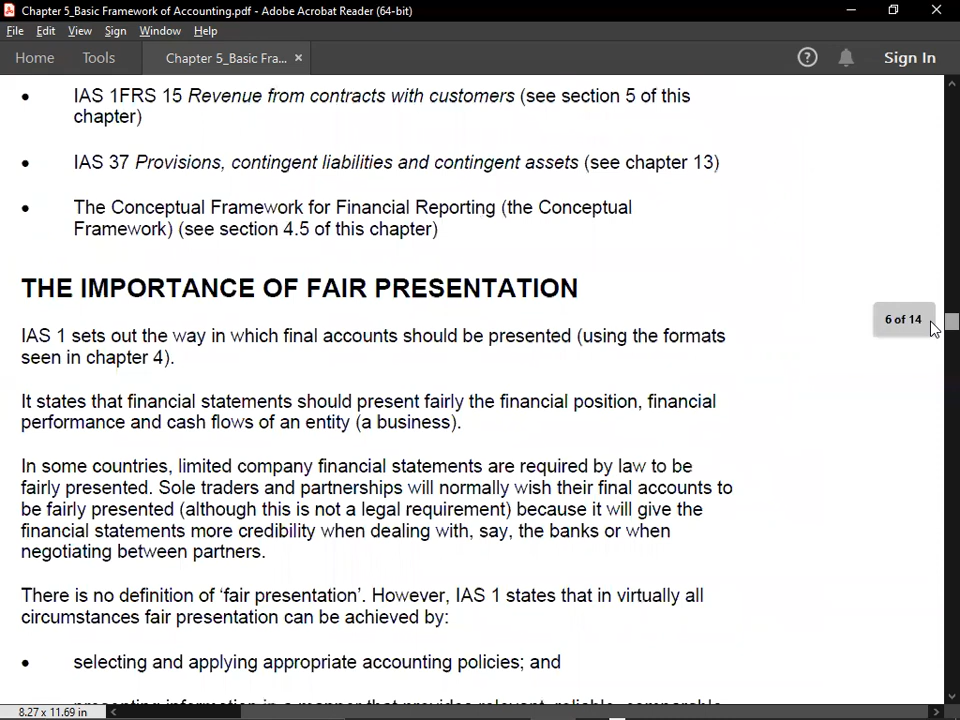 Chapter 5_Basic Framework of Accounting.pdf - Adobe Acrobat Reader (64-bit)
File Edit View Sign Window Help
Home Tools Chapter 5_Basic Fra... × Sign In
• IAS 1FRS 15 Revenue from contracts with customers (see section 5 of this
chapter)
• IAS 37 Provisions, contingent liabilities and contingent assets (see chapter 13)
• The Conceptual Framework for Financial Reporting (the Conceptual
Framework) (see section 4.5 of this chapter)
THE IMPORTANCE OF FAIR PRESENTATION
6 of 14
IAS 1 sets out the way in which final accounts should be presented (using the formats
seen in chapter 4).
It states that financial statements should present fairly the financial position, financial
performance and cash flows of an entity (a business).
In some countries, limited company financial statements are required by law to be
fairly presented. Sole traders and partnerships will normally wish their final accounts to
be fairly presented (although this is not a legal requirement) because it will give the
financial statements more credibility when dealing with, say, the banks or when
negotiating between partners.
There is no definition of ‘fair presentation’. However, IAS 1 states that in virtually all
circumstances fair presentation can be achieved by:
• selecting and applying appropriate accounting policies; and
presenting information in a manner that provides relevant, reliable, comparable
8.27 x 11.69 in